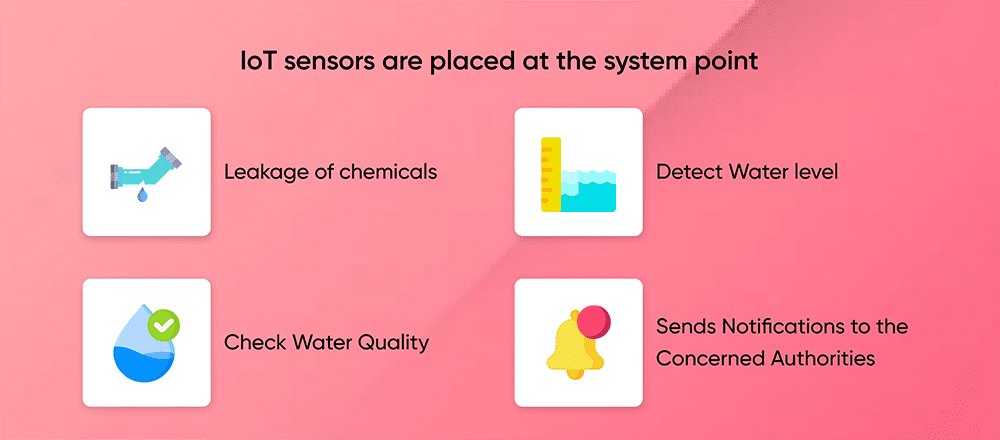 IoT sensors are placed at the system point
Leakage of chemicals
Detect Water level
Check Water Quality
Sends Notifications to the
Concerned Authorities